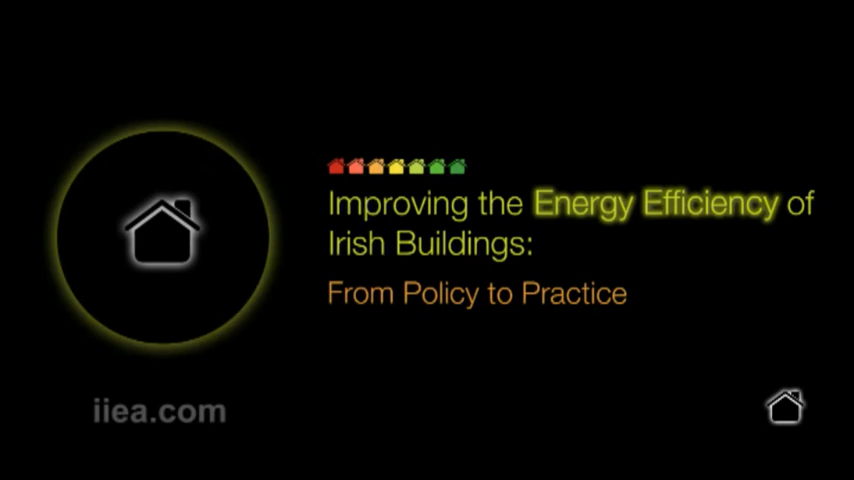 Improving the Energy Efficiency of
Irish Buildings:
From Policy to Practice
iiea.com